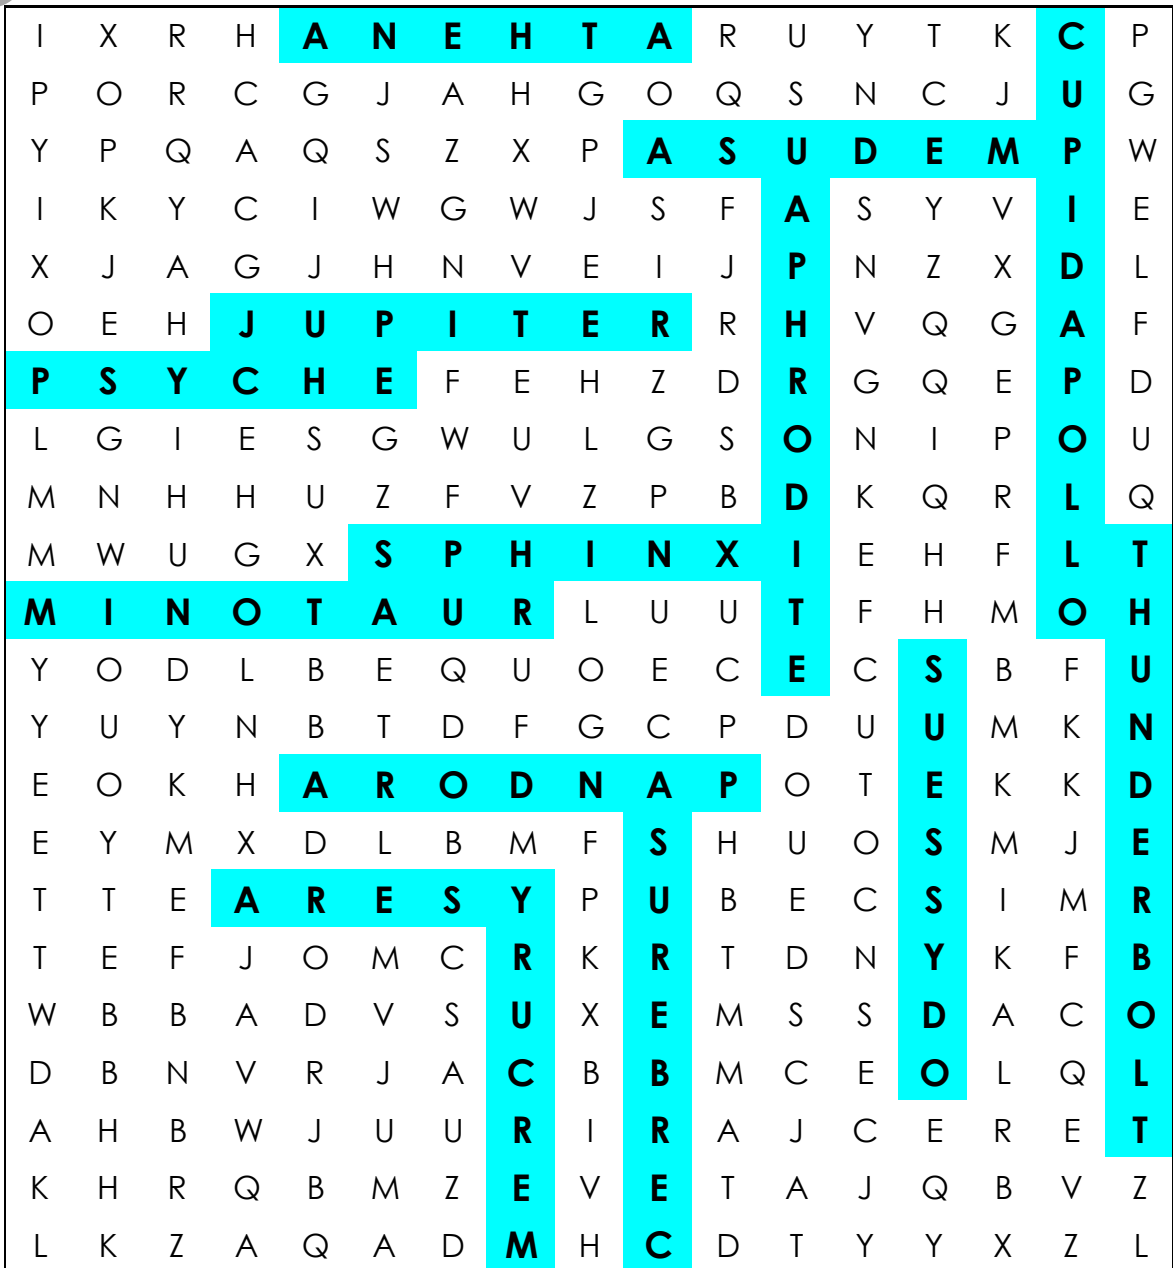 I X R H A N E H T A R U Y T K C P
P O R C G J A H G O Q S N C J U G
Y P Q A Q S Z X P A S U D E M P W
I K Y C I W G W J S F A S Y V I E
X J A G J H N V E I J P N Z X D L
O E H J U P I T E R R H V Q G A F
P S Y C H E F E H Z D R G Q E P D
L G I E S G W U L G S O N I P O U
M N H H U Z F V Z P B D K Q R L Q
M W U G X S P H I N X I E H F L T
M I N O T A U R L U U T F H M O H
Y O D L B E Q U O E C E C S B F U
Y U Y N B T D F G C P D U U M K N
E O K H A R O D N A P O T E K K D
E Y M X D L B M F S H U O S M J E
T T E A R E S Y P U B E C S I M R
T E F J O M C R K R T D N Y K F B
W B B A D V S U X E M S S D A C O
D B N V R J A C B B M C E O L Q L
A H B W J U U R I R A J C E R E T
K H R Q B M Z E V E T A J Q B V Z
L K Z A Q A D M H C D T Y Y X Z L